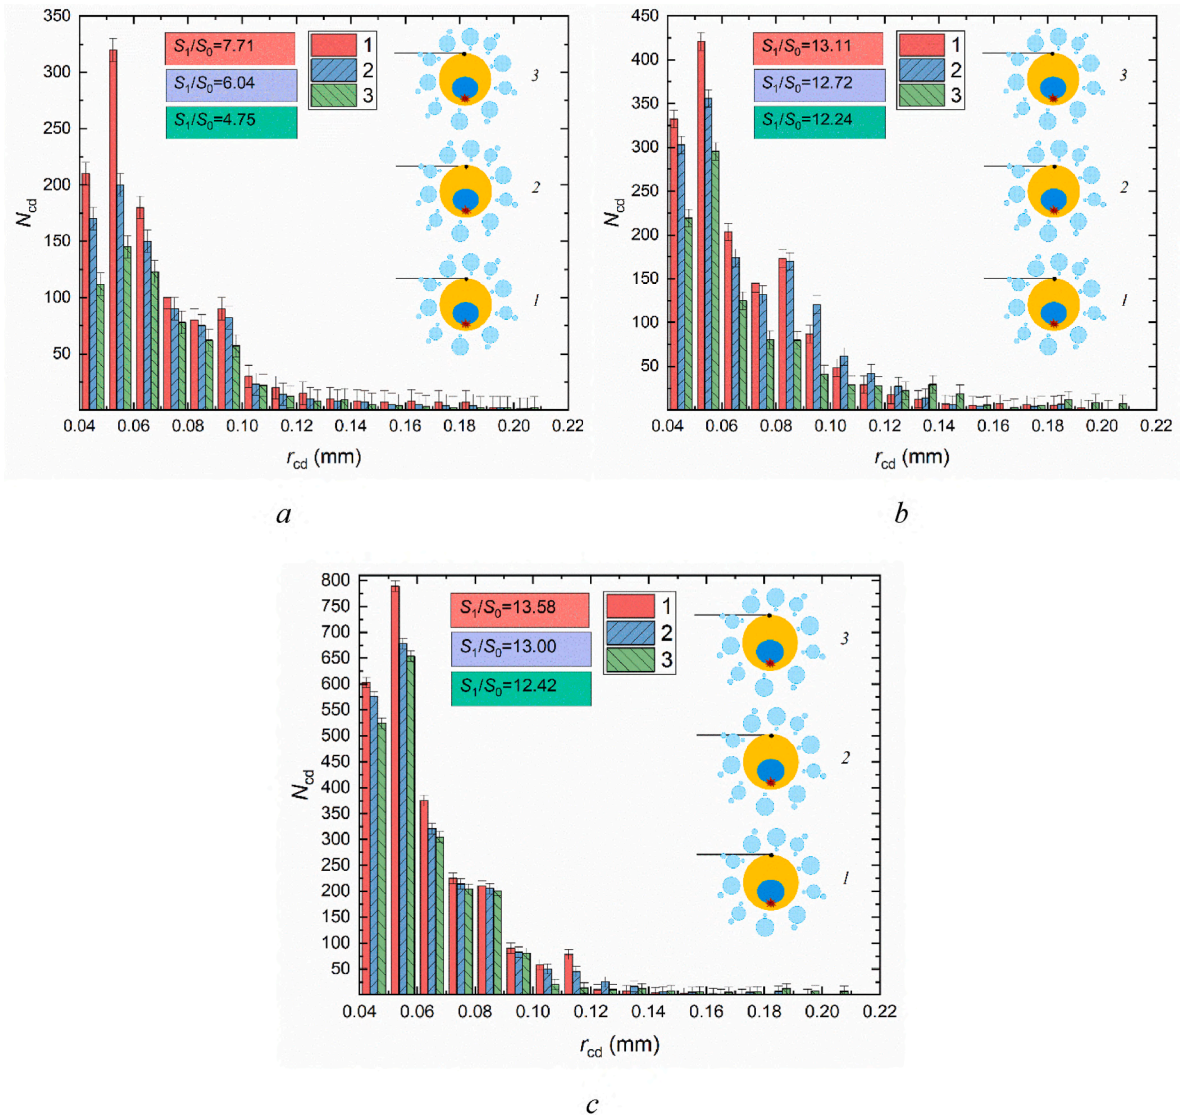 350
300
250
200
150
100
50
N_cd
S₁/S₀=7.71
S₁/S₀=6.04
S₁/S₀=4.75
1
2
3
3
2
1
0.04 0.06 0.08 0.10 0.12 0.14 0.16 0.18 0.20 0.22
r_cd (mm)
a
450
400
350
300
250
200
150
100
50
N_cd
S₁/S₀=13.11
S₁/S₀=12.72
S₁/S₀=12.24
1
2
3
3
2
1
0.04 0.06 0.08 0.10 0.12 0.14 0.16 0.18 0.20 0.22
r_cd (mm)
b
800
750
700
650
600
550
500
450
400
350
300
250
200
150
100
50
N_cd
S₁/S₀=13.58
S₁/S₀=13.00
S₁/S₀=12.42
1
2
3
3
2
1
0.04 0.06 0.08 0.10 0.12 0.14 0.16 0.18 0.20 0.22
r_cd (mm)
c